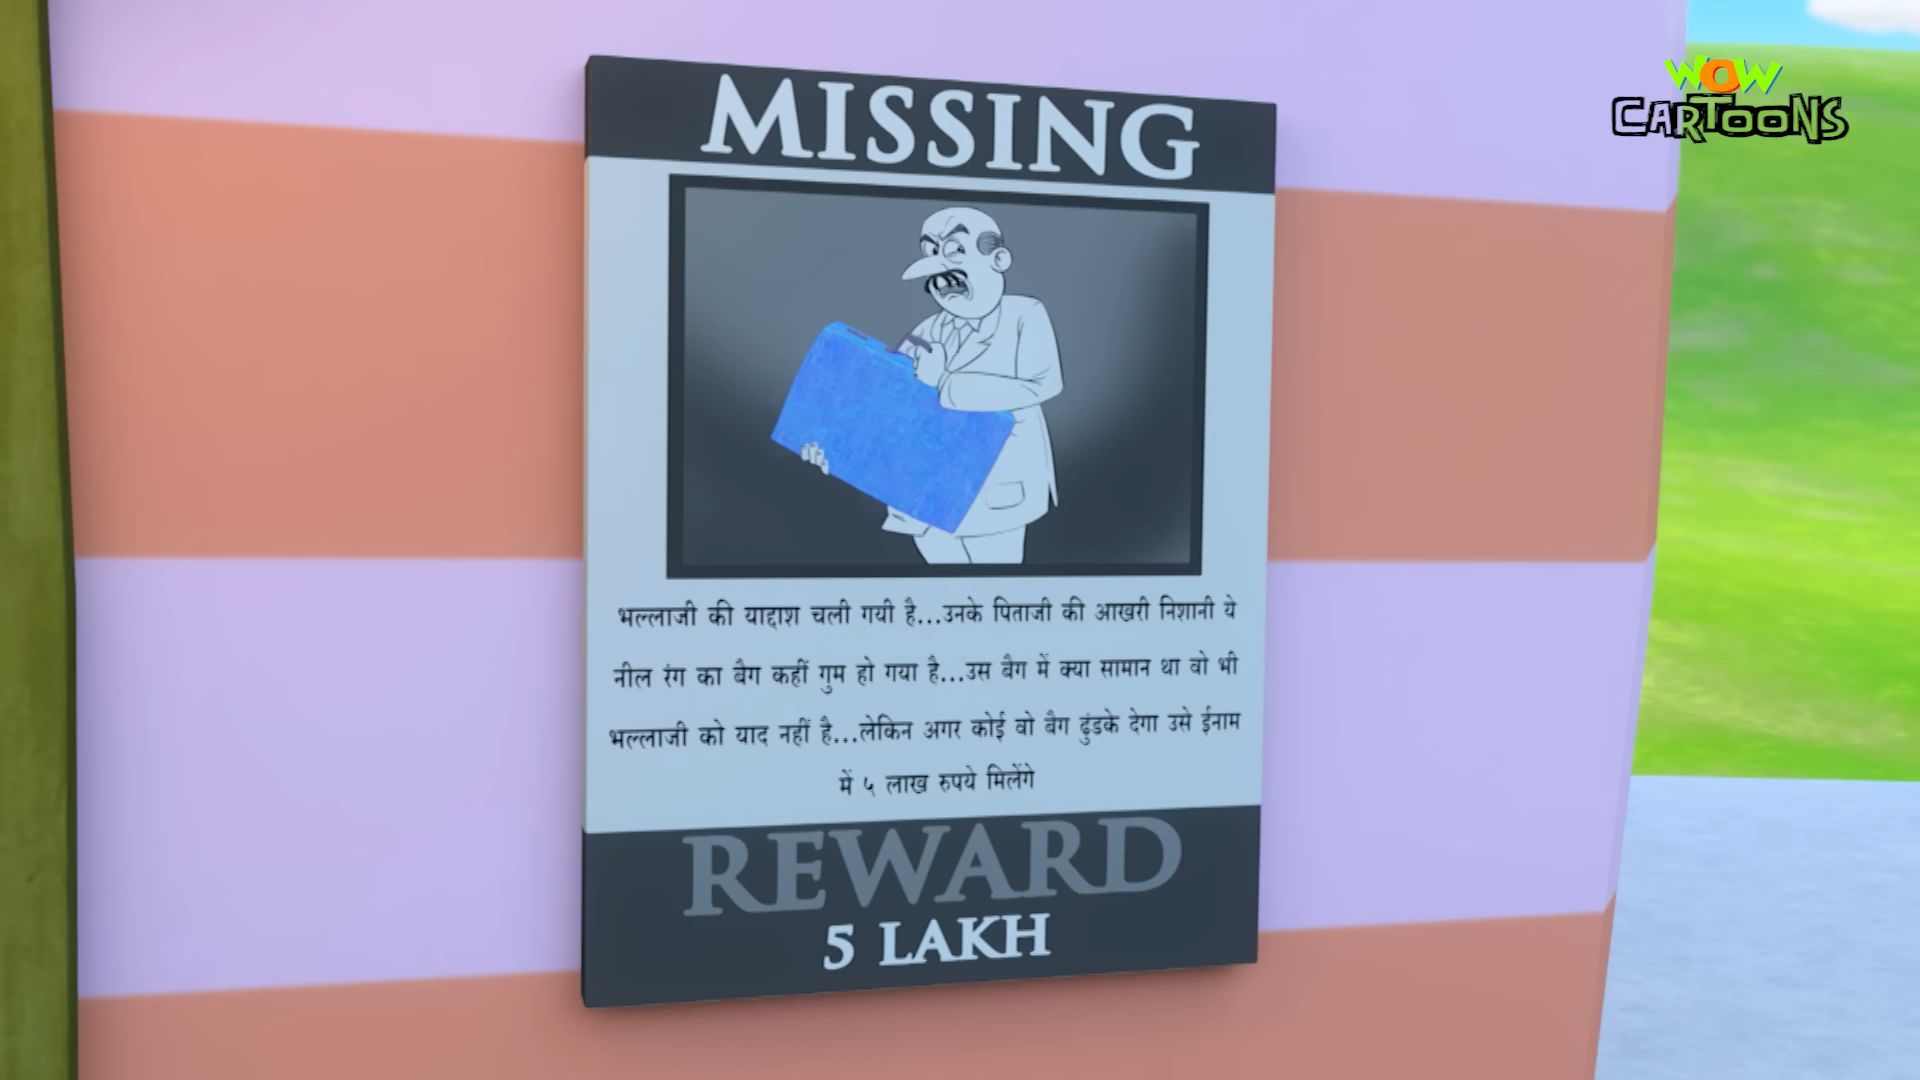 WOW
CARTOONS
MISSING
भल्लाजी की याद्दाश चली गयी है...उनके पिताजी की आखरी निशानी ये
नील रंग का बैग कहीं गुम हो गया है...उस बैग में क्या सामान था वो भी
भल्लाजी को याद नहीं है...लेकिन अगर कोई वो बैग ढुंडके देगा उसे ईनाम
में ५ लाख रुपये मिलेंगे
REWARD
5 LAKH